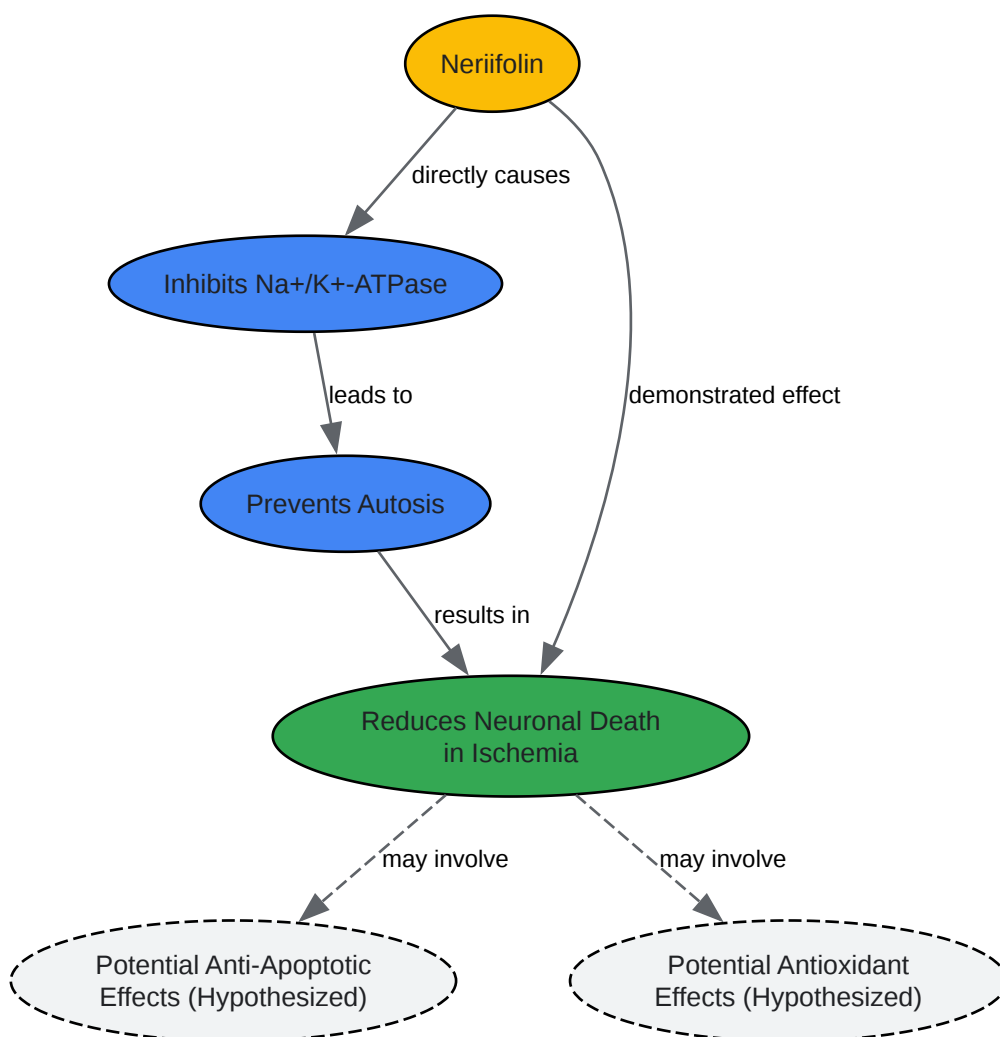 Neriifolin
directly causes
Inhibits Na+/K+-ATPase
leads to
demonstrated effect
Prevents Autosis
results in
Reduces Neuronal Death
in Ischemia
may involve
may involve
Potential Anti-Apoptotic
Effects (Hypothesized)
Potential Antioxidant
Effects (Hypothesized)